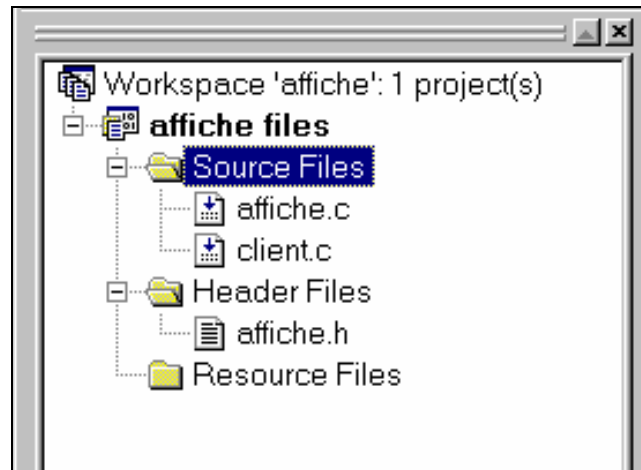 Workspace 'affiche': 1 project(s)
affiche files
Source Files
affiche.c
client.c
Header Files
affiche.h
Resource Files